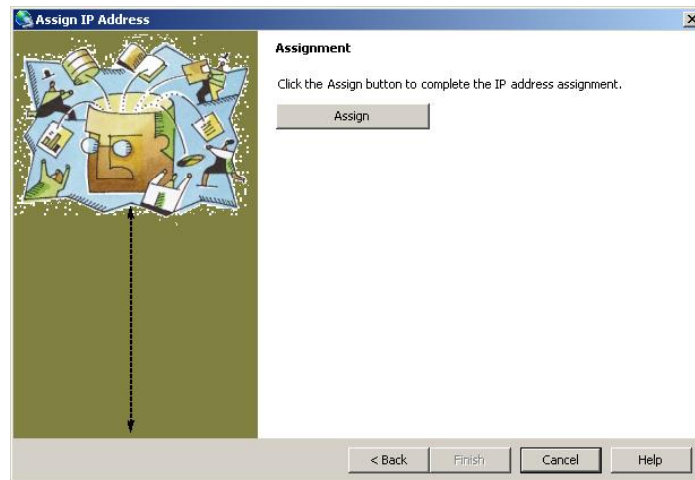 Assign IP Address
Assignment
Click the Assign button to complete the IP address assignment.
Assign
< Back
Finish
Cancel
Help